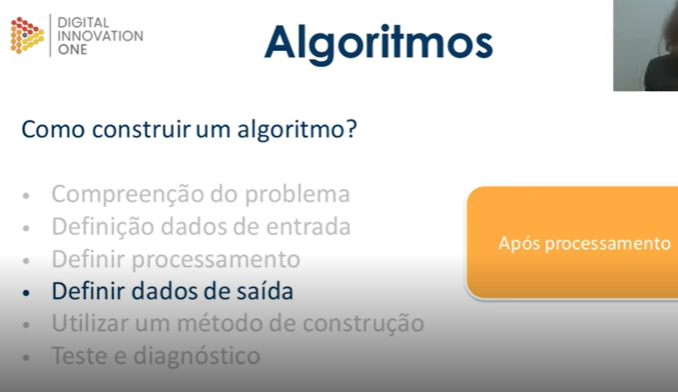 DIGITAL
INNOVATION
ONE
Algoritmos
Como construir um algoritmo?
• Compreenção do problema
• Definição dados de entrada
• Definir processamento
• Definir dados de saída
• Utilizar um método de construção
• Teste e diagnóstico
Após processamento